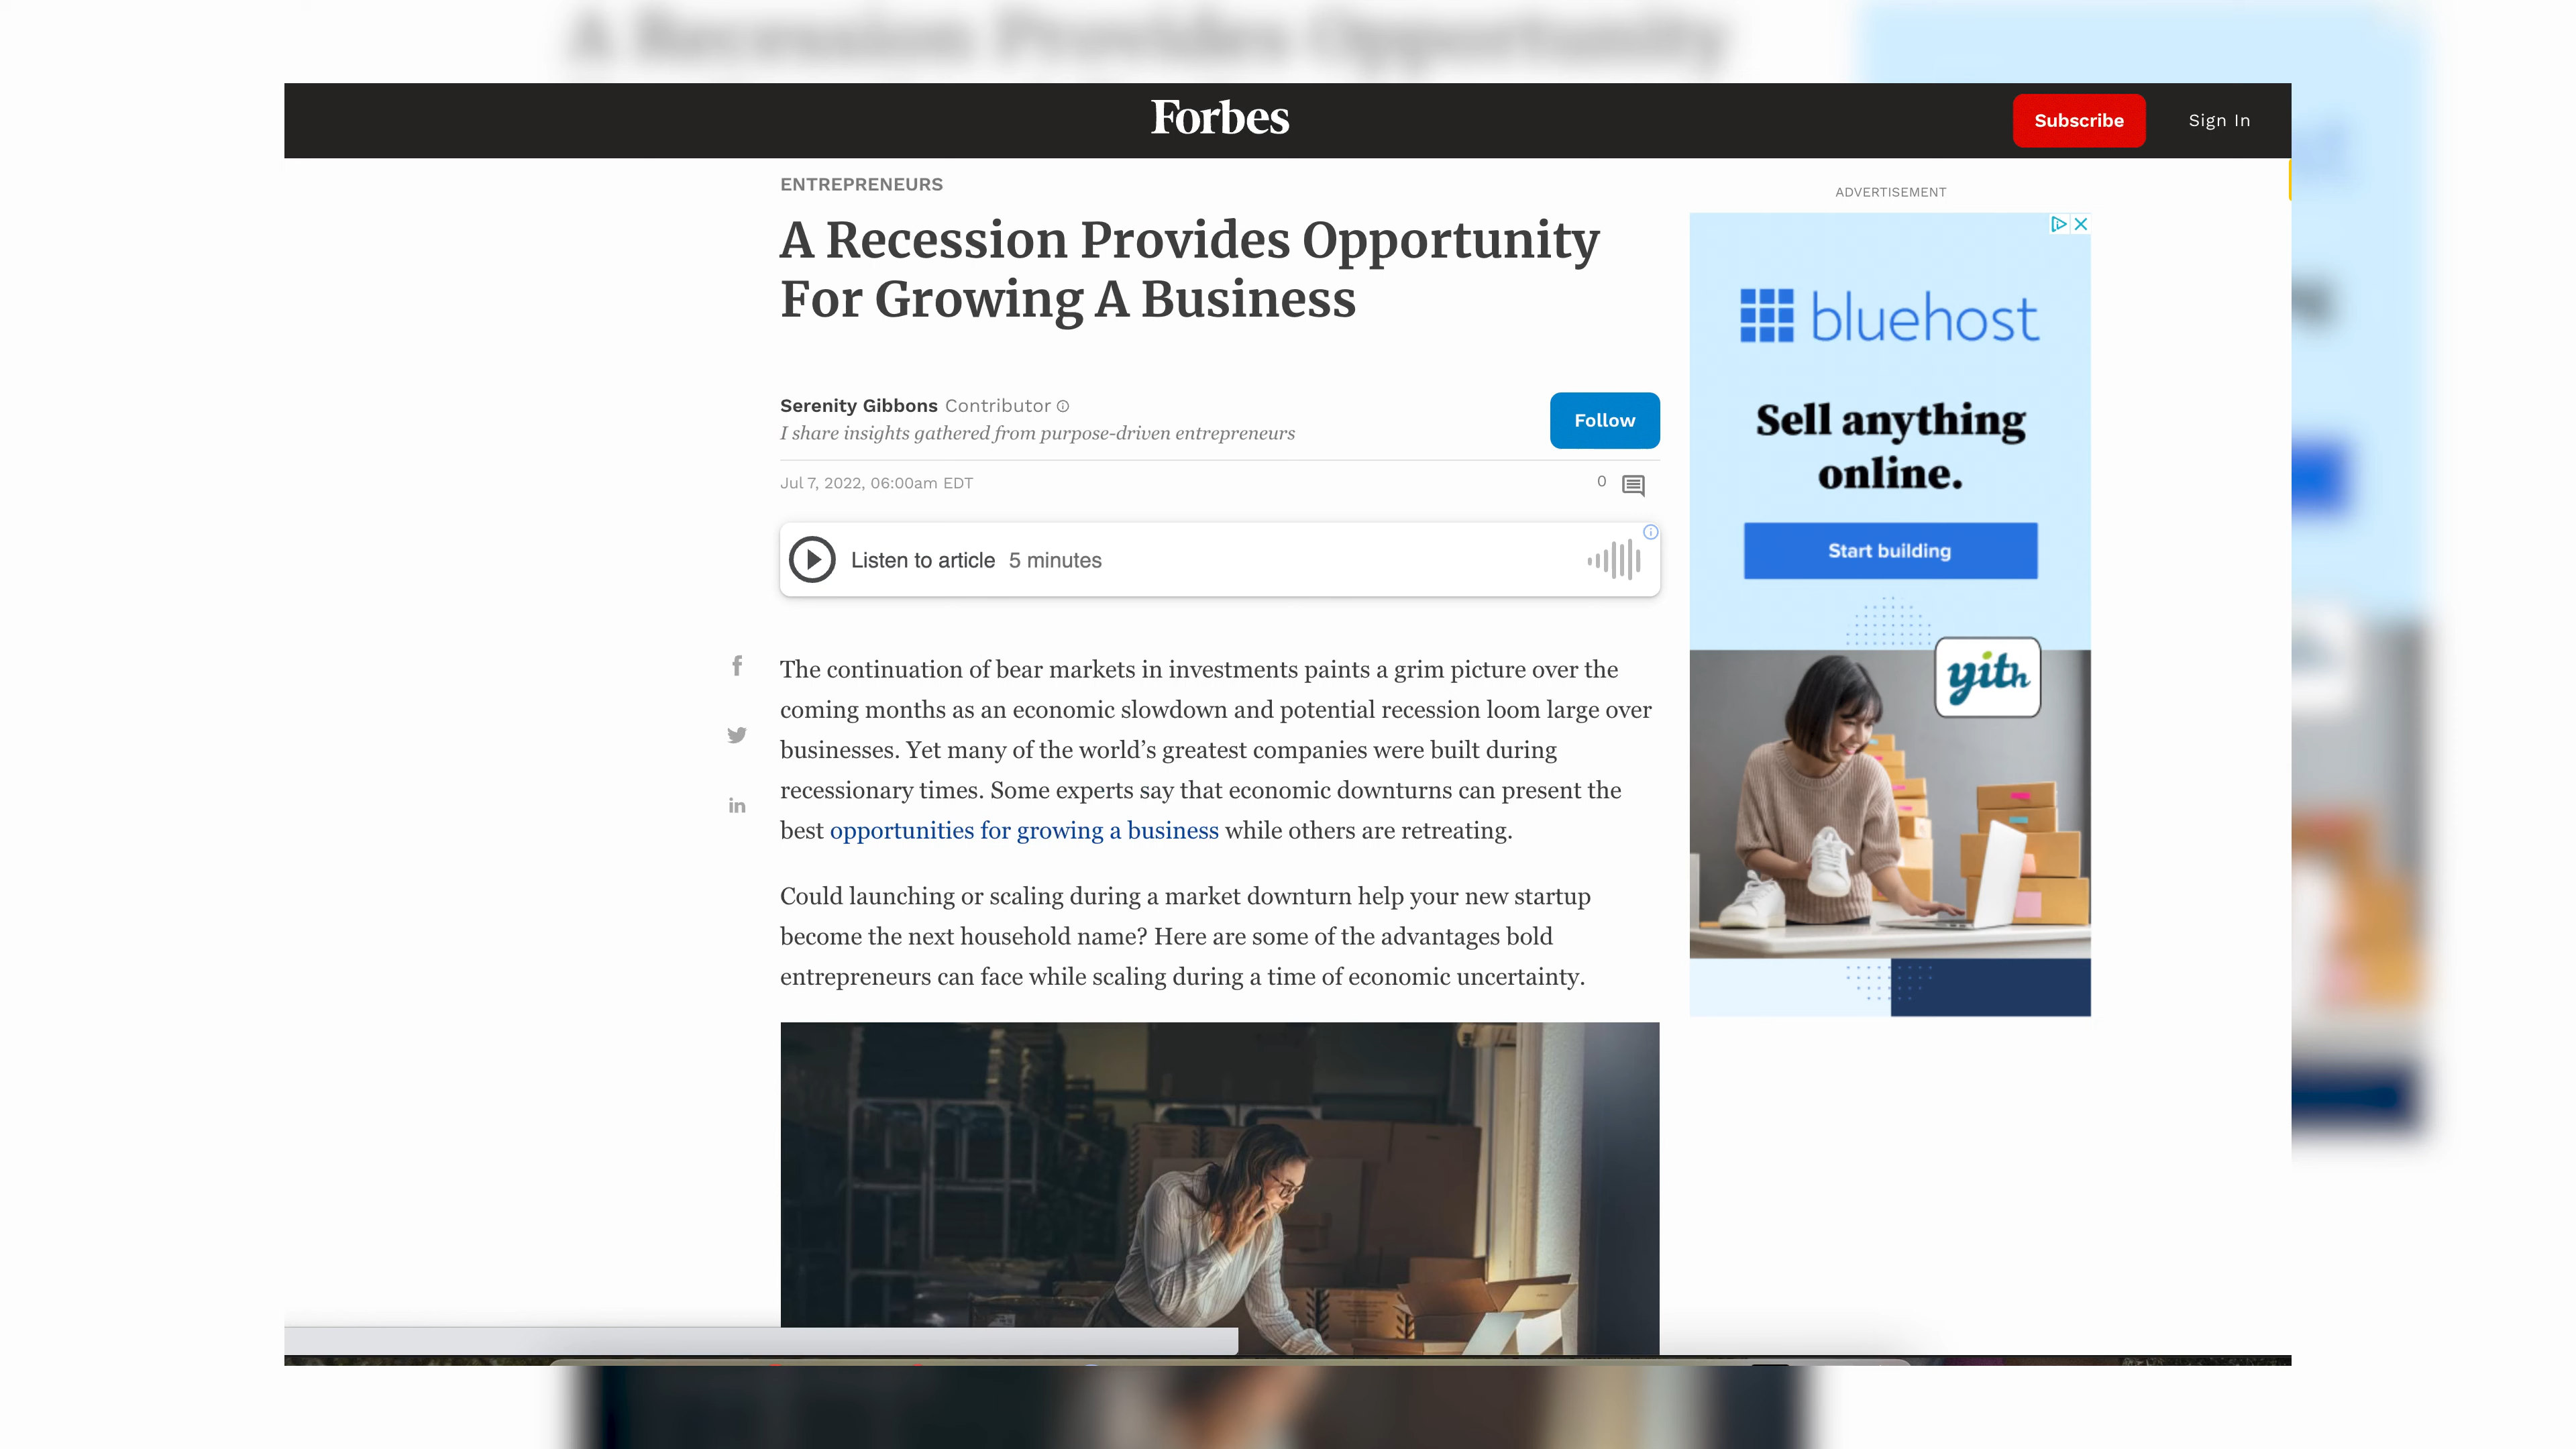 A Recession Provides Opportunity
Forbes
Subscribe
Sign In
ENTREPRENEURS
A Recession Provides Opportunity
For Growing A Business
Serenity Gibbons Contributor
I share insights gathered from purpose-driven entrepreneurs
Follow
Jul 7, 2022, 06:00am EDT
0
Listen to article 5 minutes
The continuation of bear markets in investments paints a grim picture over the
coming months as an economic slowdown and potential recession loom large over
businesses. Yet many of the world’s greatest companies were built during
recessionary times. Some experts say that economic downturns can present the
best opportunities for growing a business while others are retreating.
Could launching or scaling during a market downturn help your new startup
become the next household name? Here are some of the advantages bold
entrepreneurs can face while scaling during a time of economic uncertainty.
ADVERTISEMENT
bluehost
Sell anything
online.
Start building
yith